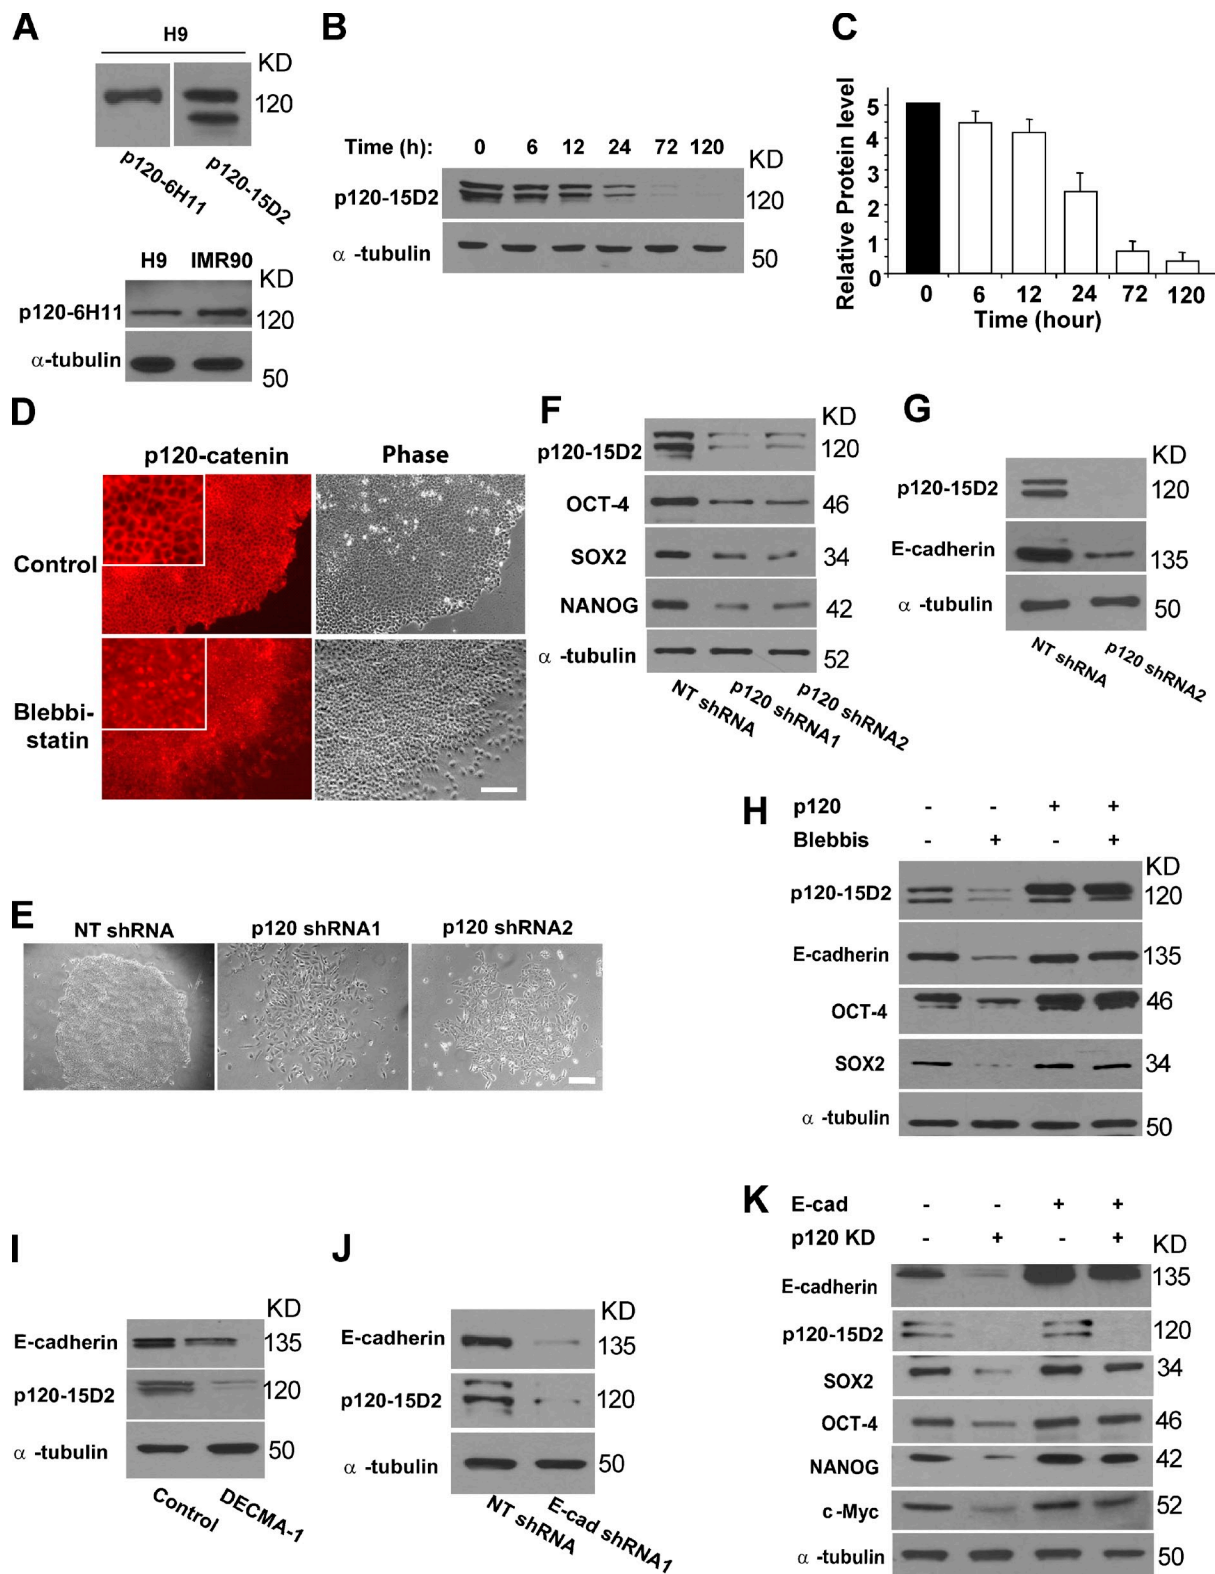 A
H9
KD
120
p120-6H11
p120-15D2
H9 IMR90
KD
p120-6H11
120
α-tubulin
50
B
Time (h): 0 6 12 24 72 120
KD
p120-15D2
120
α -tubulin
50
C
Relative Protein level
5
4
3
2
1
0
0 6 12 24 72 120
Time (hour)
D
p120-catenin Phase
Control
Blebbi-
statin
E
NT shRNA p120 shRNA1 p120 shRNA2
F
KD
p120-15D2
120
OCT-4
46
SOX2
34
NANOG
42
α -tubulin
52
NT shRNA
p120 shRNA1
p120 shRNA2
G
KD
p120-15D2
120
E-cadherin
135
α -tubulin
50
NT shRNA
p120 shRNA2
H
p120 - - + +
Blebbis - + - +
KD
p120-15D2
120
E-cadherin
135
OCT-4
46
SOX2
34
α -tubulin
50
I
KD
E-cadherin
135
p120-15D2
120
α -tubulin
50
Control
DECMA-1
J
KD
E-cadherin
135
p120-15D2
120
α -tubulin
50
NT shRNA
E-cad shRNA1
K
E-cad - - + +
p120 KD - + - +
KD
E-cadherin
135
p120-15D2
120
SOX2
34
OCT-4
46
NANOG
42
c-Myc
52
α -tubulin
50